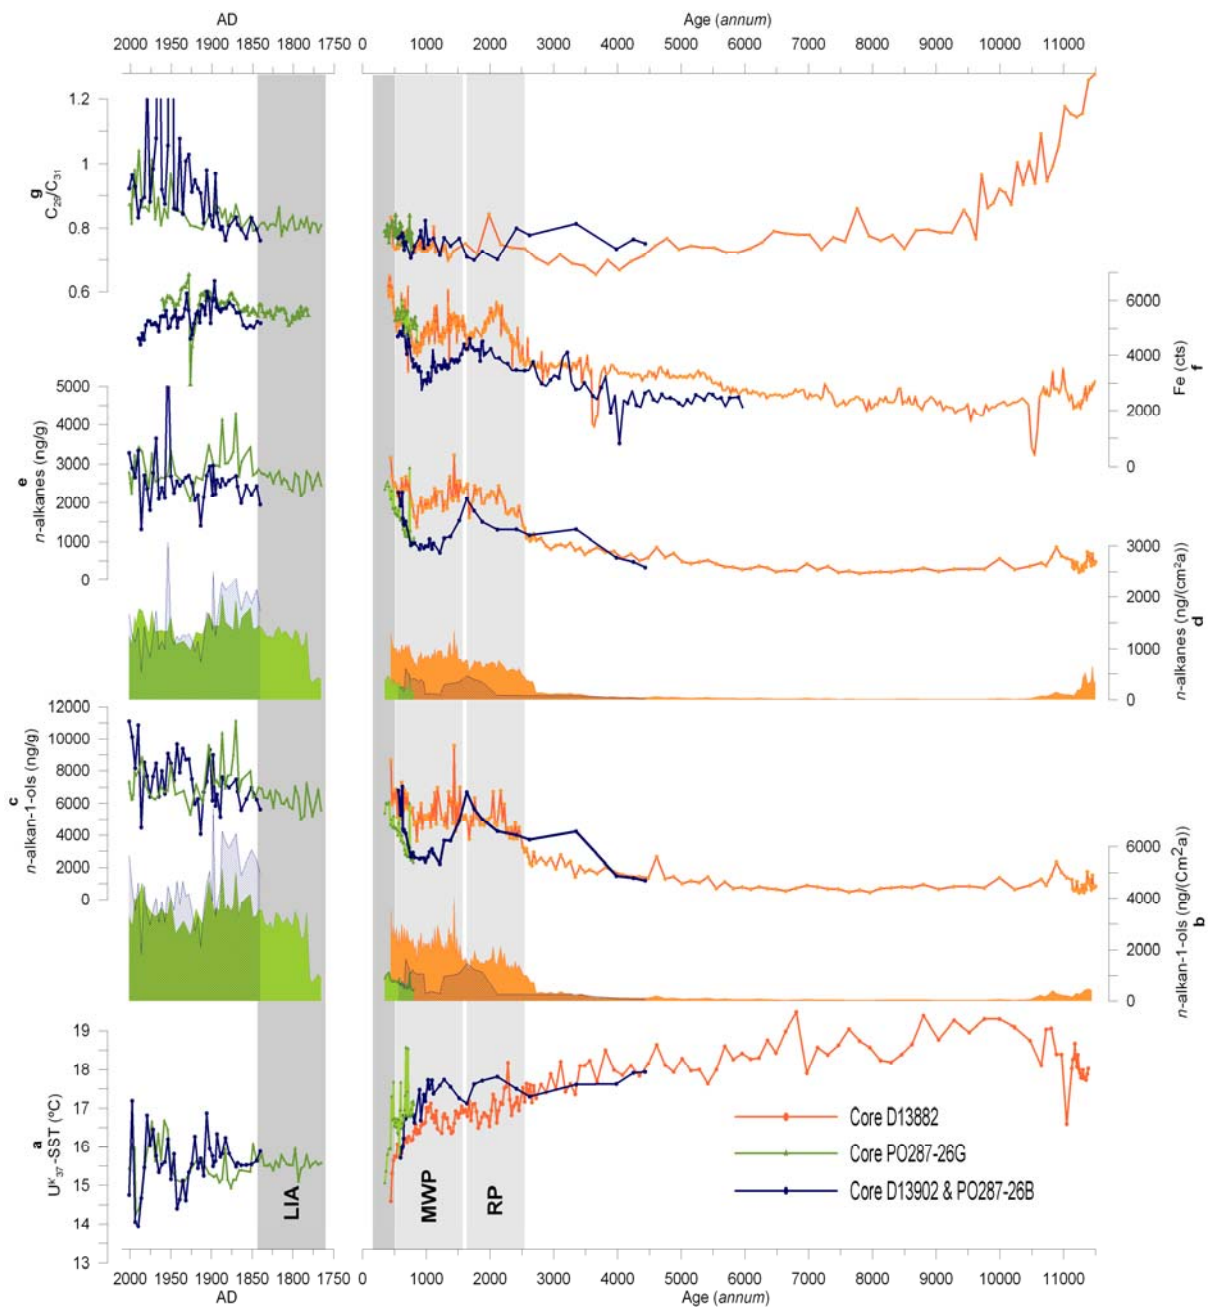 AD
Age (annum)
2000 1950 1900 1850 1800 1750
0 1000 2000 3000 4000 5000 6000 7000 8000 9000 10000 11000
1.2
1
0.8
0.6
g
C29/C31
6000
4000
2000
0
Fe (cts)
f
5000
4000
3000
2000
1000
0
e
n-alkanes (ng/g)
3000
2000
1000
0
n-alkanes (ng/(cm²a))
d
12000
10000
8000
6000
4000
2000
0
c
n-alkan-1-ols (ng/g)
6000
4000
2000
0
n-alkan-1-ols (ng/(Cm²a))
b
19
18
17
16
15
14
13
a
UK'37-SST (ºC)
LIA
MWP
RP
Core D13882
Core PO287-26G
Core D13902 & PO287-26B
2000 1950 1900 1850 1800 1750
0 1000 2000 3000 4000 5000 6000 7000 8000 9000 10000 11000
AD
Age (annum)